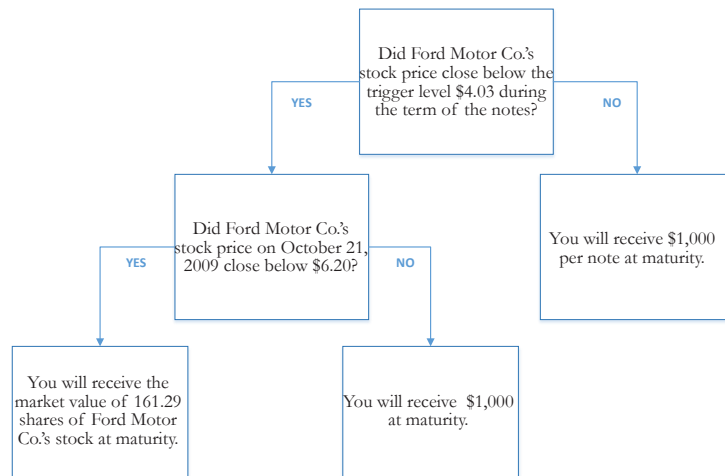 Did Ford Motor Co.'s
stock price close below the
trigger level $4.03 during
the term of the notes?
YES
NO
Did Ford Motor Co.'s
stock price on October 21,
2009 close below $6.20?
You will receive $1,000
per note at maturity.
YES
NO
You will receive the
market value of 161.29
shares of Ford Motor
Co.'s stock at maturity.
You will receive  $1,000
at maturity.